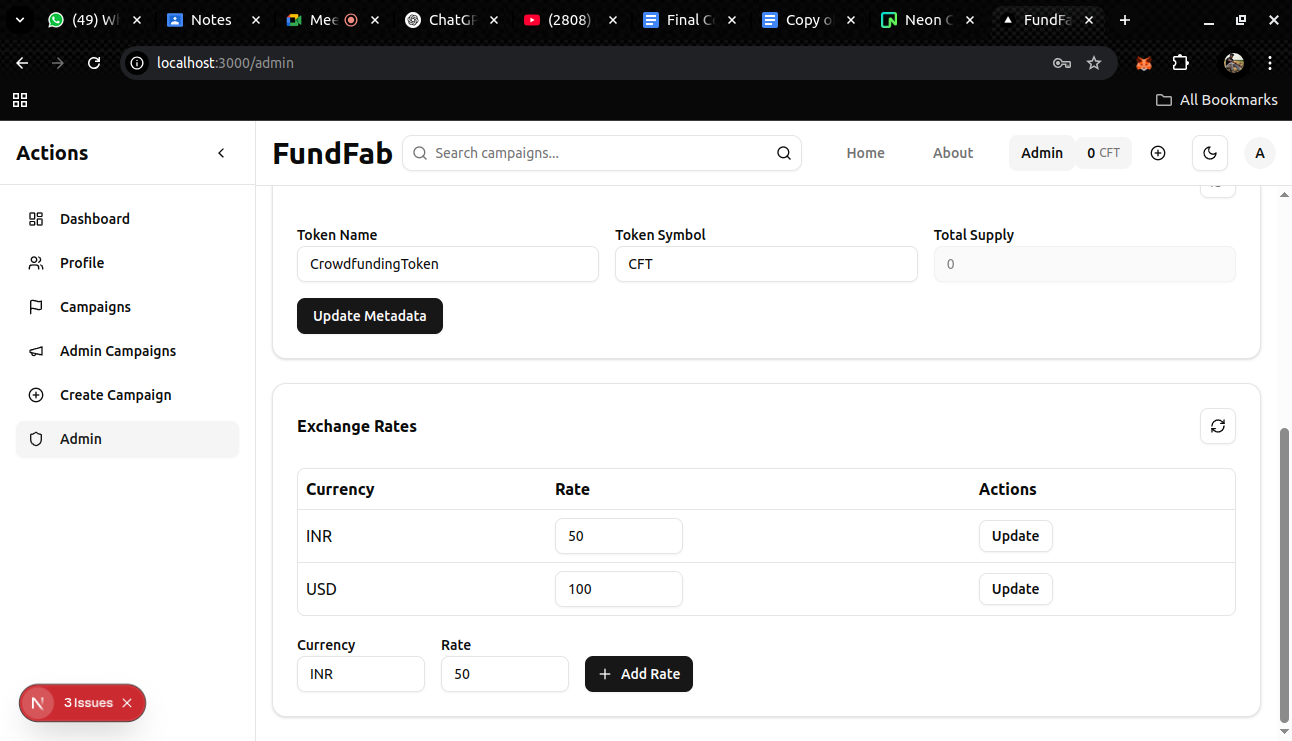 (49) Wh
Notes
Mee
ChatGP
(2808)
Final C
Copy o
Neon C
FundFa
localhost:3000/admin
All Bookmarks
Actions
FundFab
Search campaigns...
Home
About
Admin
0 CFT
A
Dashboard
Profile
Campaigns
Admin Campaigns
Create Campaign
Admin
Token Name
Token Symbol
Total Supply
CrowdfundingToken
CFT
0
Update Metadata
Exchange Rates
Currency
Rate
Actions
INR
50
Update
USD
100
Update
Currency
Rate
INR
50
Add Rate
N
3 Issues